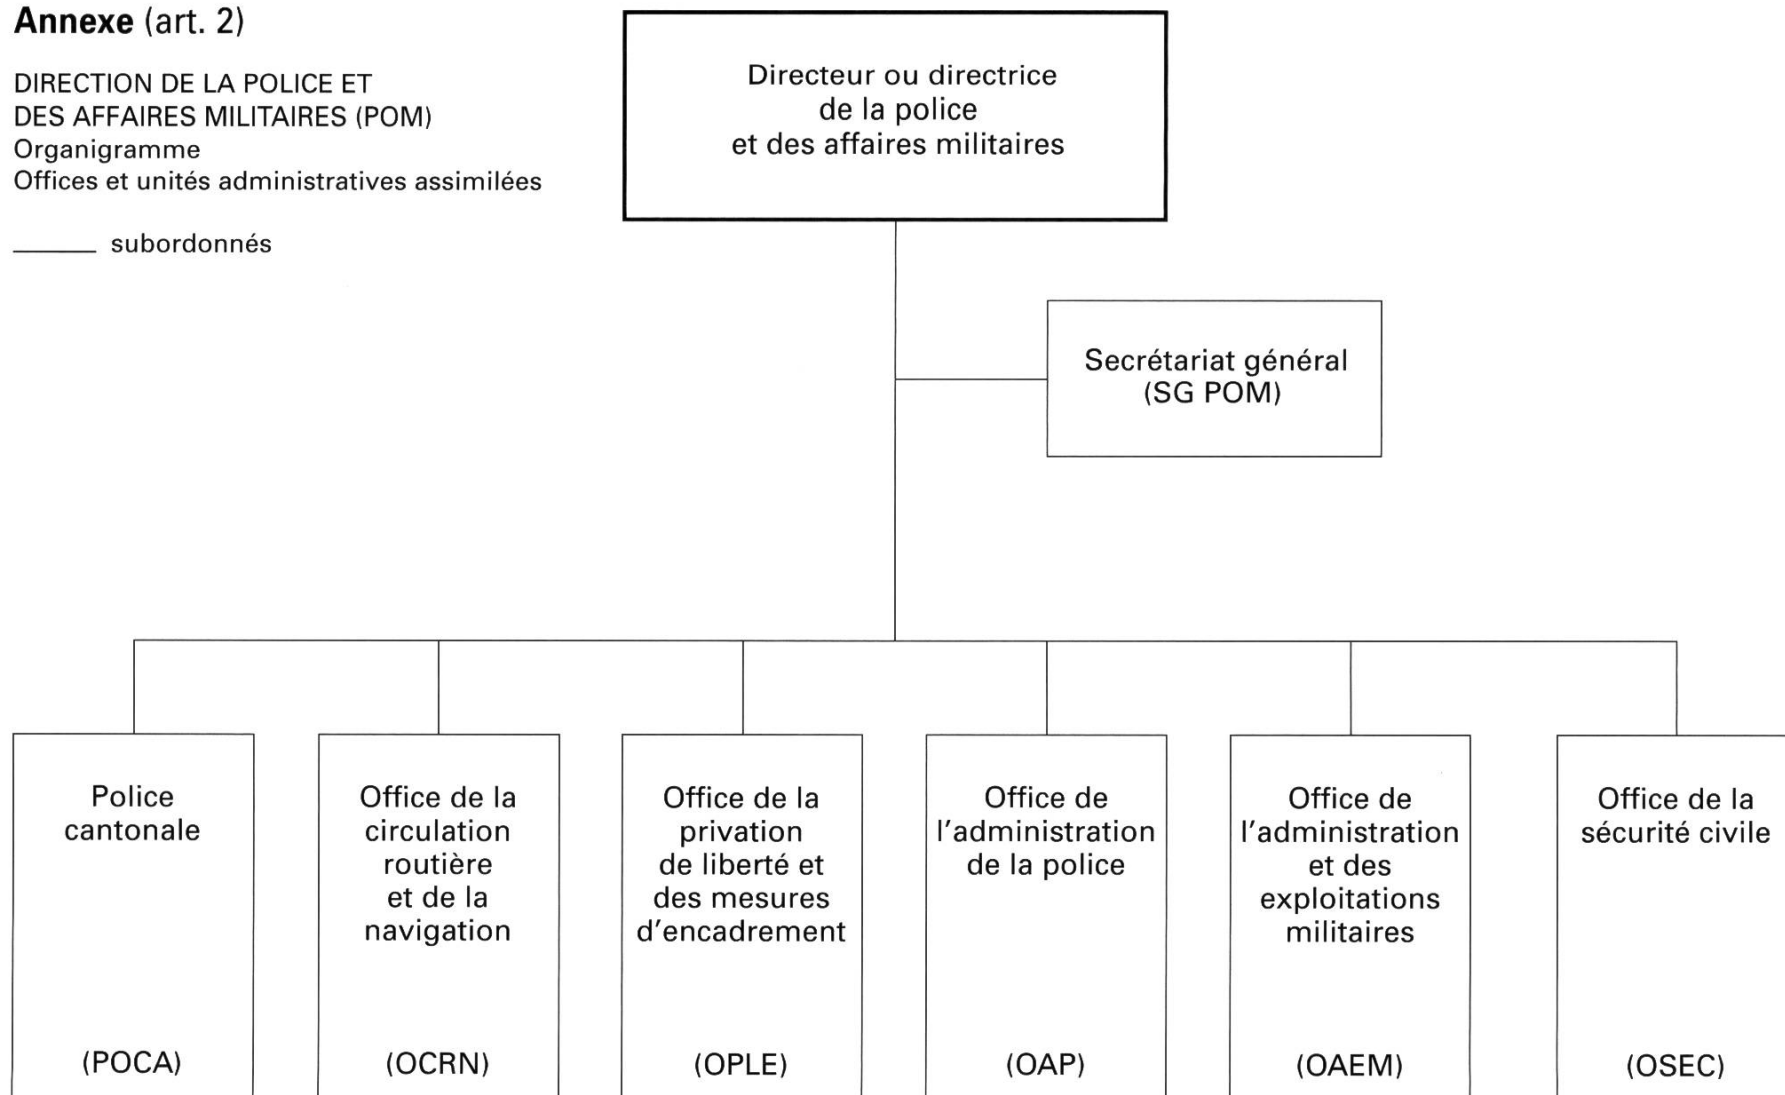 Annexe (art. 2)
DIRECTION DE LA POLICE ET
DES AFFAIRES MILITAIRES (POM)
Organigramme
Offices et unités administratives assimilées
subordonnés
Directeur ou directrice
de la police
et des affaires militaires
Secrétariat général
(SG POM)
Police
cantonale
(POCA)
Office de la
circulation
routière
et de la
navigation
(OCRN)
Office de la
privation
de liberté et
des mesures
d'encadrement
(OPLE)
Office de
l'administration
de la police
(OAP)
Office de
l'administration
et des
exploitations
militaires
(OAEM)
Office de la
sécurité civile
(OSEC)